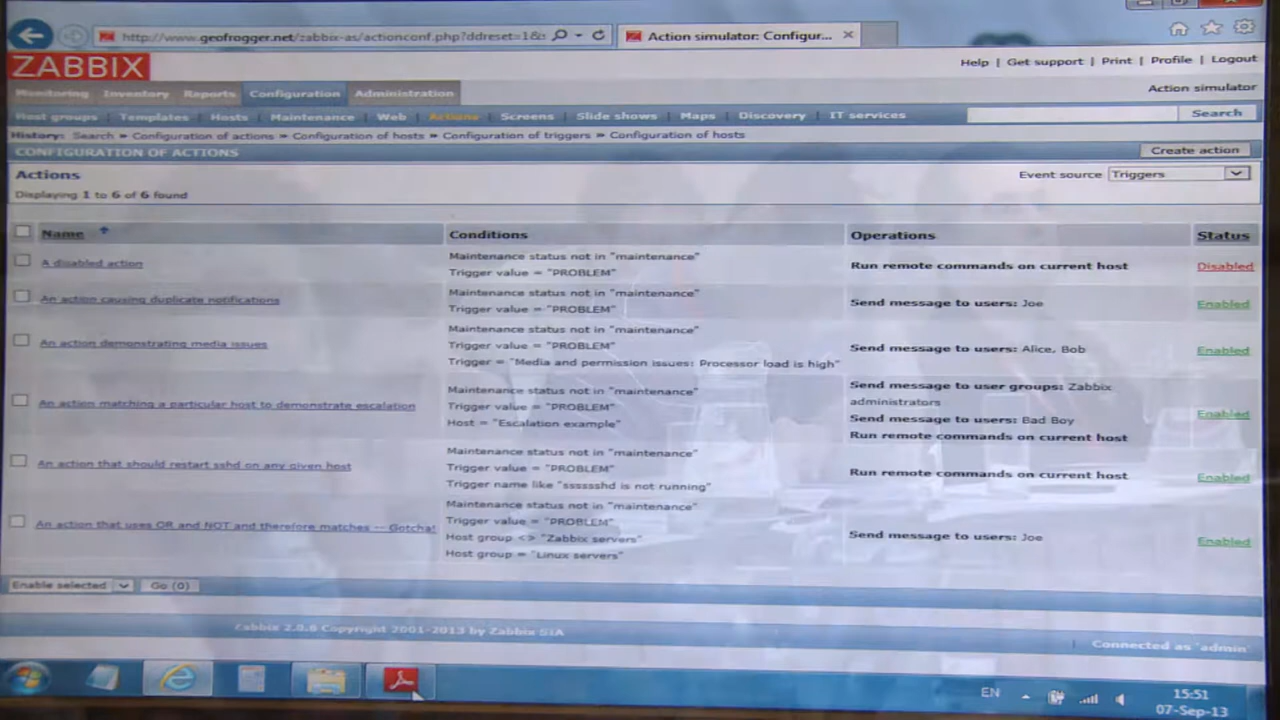 http://www.geofrogger.net/zabbix-as/actionconf.php?ddreset=1&s
Action simulator: Configur...
ZABBIX
Help | Get support | Print | Profile | Logout
Monitoring Inventory Reports Configuration Administration
Action simulator
Host groups | Templates | Hosts | Maintenance | Web | Actions | Screens | Slide shows | Maps | Discovery | IT services
Search
History: Search » Configuration of actions » Configuration of hosts » Configuration of triggers » Configuration of hosts
CONFIGURATION OF ACTIONS
Create action
Actions
Event source Triggers
Displaying 1 to 6 of 6 found
Name Conditions Operations Status
A disabled action
Maintenance status not in "maintenance"
Trigger value = "PROBLEM"
Run remote commands on current host
Disabled
An action causing duplicate notifications
Maintenance status not in "maintenance"
Trigger value = "PROBLEM"
Send message to users: Joe
Enabled
An action demonstrating media issues
Maintenance status not in "maintenance"
Trigger value = "PROBLEM"
Trigger = "Media and permission issues: Processor load is high"
Send message to users: Alice, Bob
Enabled
An action matching a particular host to demonstrate escalation
Maintenance status not in "maintenance"
Trigger value = "PROBLEM"
Host = "Escalation example"
Send message to user groups: Zabbix
administrators
Send message to users: Bad Boy
Run remote commands on current host
Enabled
An action that should restart sshd on any given host
Maintenance status not in "maintenance"
Trigger value = "PROBLEM"
Trigger name like "sssssshd is not running"
Run remote commands on current host
Enabled
An action that uses OR and NOT and therefore matches -- Gotcha!
Maintenance status not in "maintenance"
Trigger value = "PROBLEM"
Host group <> "Zabbix servers"
Host group = "Linux servers"
Send message to users: Joe
Enabled
Enable selected Go (0)
Zabbix 2.0.6 Copyright 2001-2013 by Zabbix SIA
Connected as 'admin'
EN
15:51
07-Sep-13